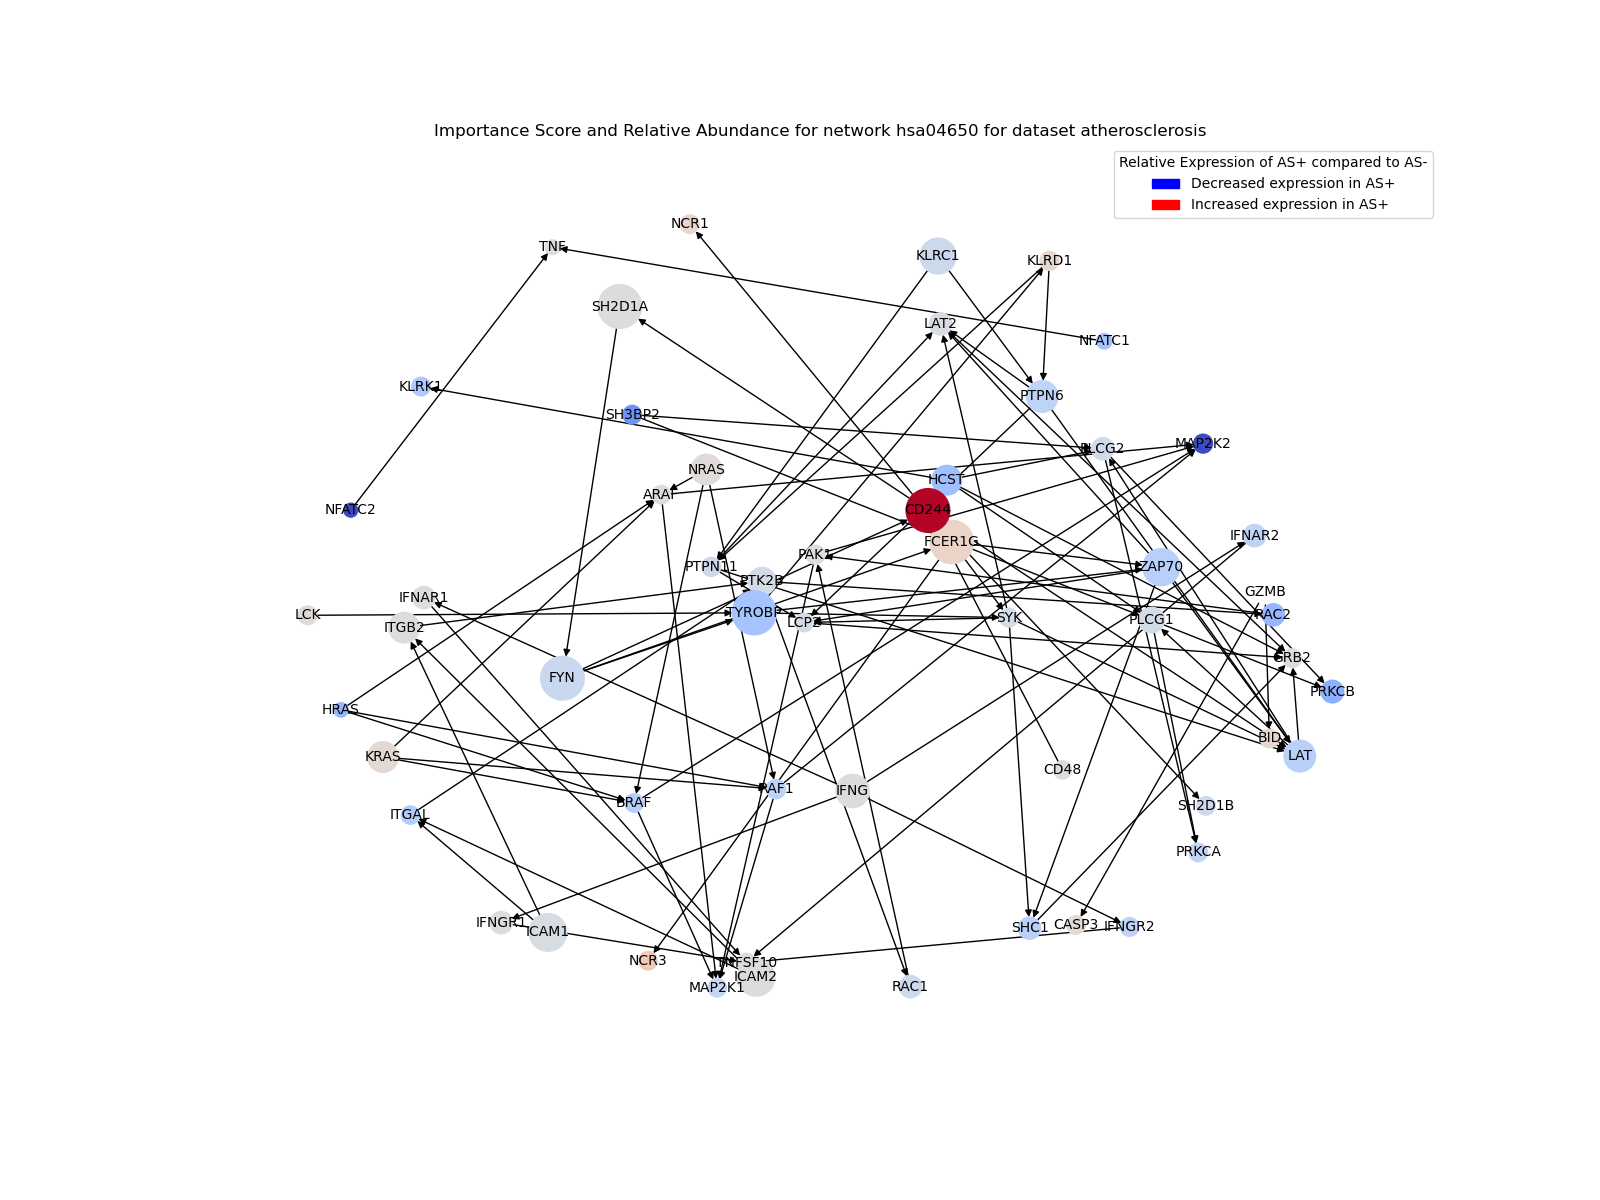 Importance Score and Relative Abundance for network hsa04650 for dataset atherosclerosis
Relative Expression of AS+ compared to AS-
Decreased expression in AS+
Increased expression in AS+
NCR1
TNF
KLRC1
KLRD1
SH2D1A
LAT2
NFATC1
KLRK1
PTPN6
SH3BP2
MAP2K2
PLCG2
NRAS
HCST
ARAF
NFATC2
CD244
IFNAR2
FCER1G
PAK1
PTPN11
ZAP70
PTK2B
GZMB
IFNAR1
LCK
TYROBP
RAC2
SYK
PLCG1
LCP2
ITGB2
GRB2
FYN
PRKCB
HRAS
BID
KRAS
LAT
CD48
RAF1
IFNG
BRAF
SH2D1B
ITGAL
PRKCA
IFNGR1
CASP3
IFNGR2
SHC1
ICAM1
NCR3
ICAM2
MAP2K1
RAC1